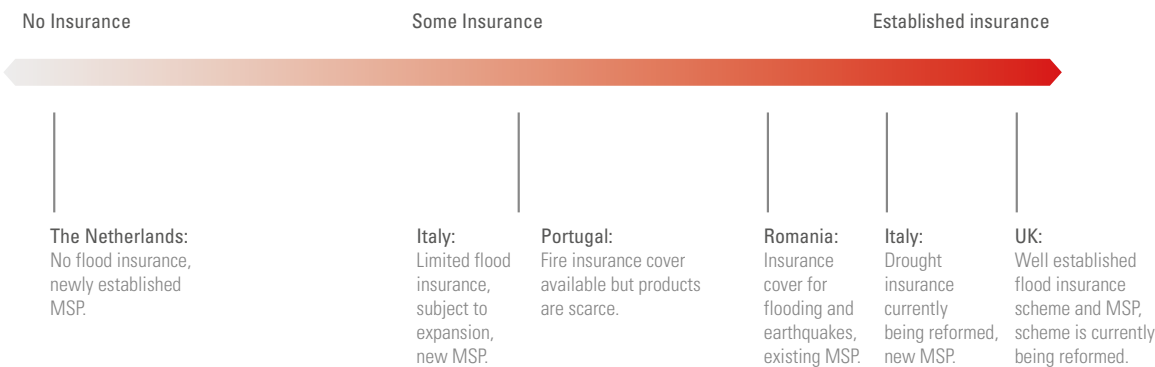 No Insurance
Some Insurance
Established insurance
The Netherlands:
No flood insurance,
newly established
MSP.
Italy:
Limited flood
insurance,
subject to
expansion,
new MSP.
Portugal:
Fire insurance cover
available but products
are scarce.
Romania:
Insurance
cover for
flooding and
earthquakes,
existing MSP.
Italy:
Drought
insurance
currently
being reformed,
new MSP.
UK:
Well established
flood insurance
scheme and MSP,
scheme is currently
being reformed.